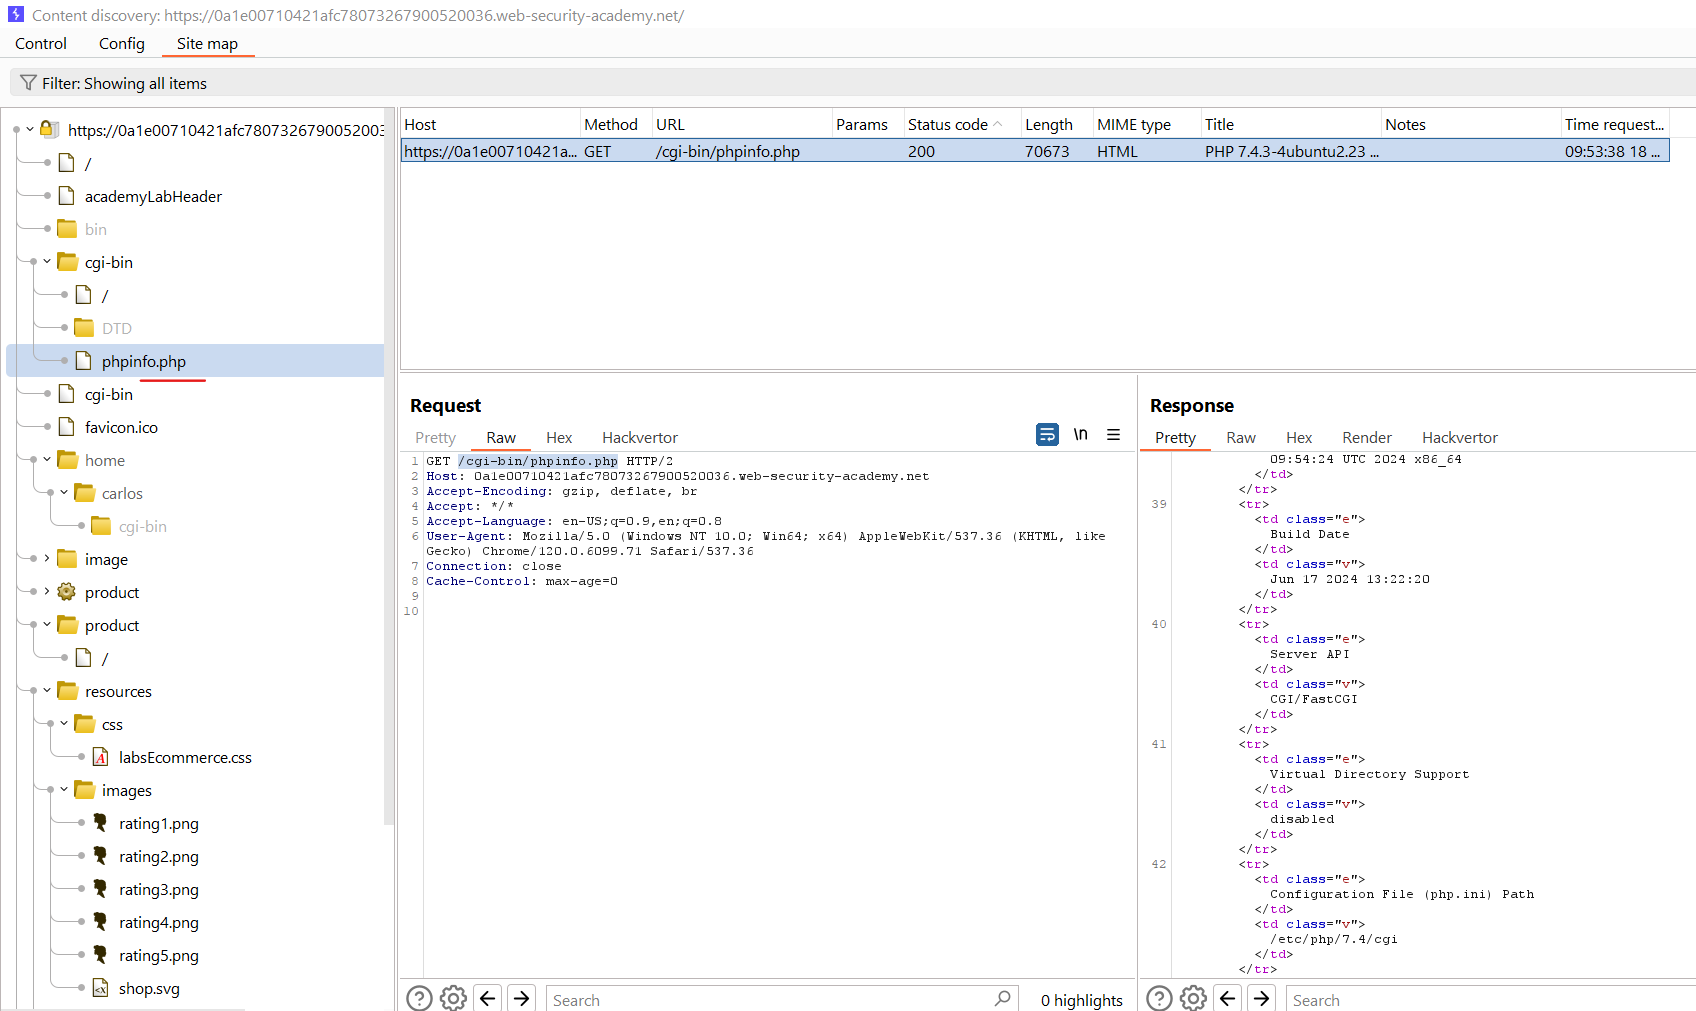 Content discovery: https://0a1e00710421afc78073267900520036.web-security-academy.net/
Control Config Site map
Filter: Showing all items
https://0a1e00710421afc7807326790052003
/
academyLabHeader
bin
cgi-bin
/
DTD
phpinfo.php
cgi-bin
favicon.ico
home
carlos
cgi-bin
image
product
product
/
resources
css
labsEcommerce.css
images
rating1.png
rating2.png
rating3.png
rating4.png
rating5.png
shop.svg
Host Method URL Params Status code Length MIME type Title Notes Time request...
https://0a1e00710421a... GET /cgi-bin/phpinfo.php 200 70673 HTML PHP 7.4.3-4ubuntu2.23 ... 09:53:38 18 ...
Request
Pretty Raw Hex Hackvertor
\n
1 GET /cgi-bin/phpinfo.php HTTP/2
2 Host: 0a1e00710421afc78073267900520036.web-security-academy.net
3 Accept-Encoding: gzip, deflate, br
4 Accept: */*
5 Accept-Language: en-US;q=0.9,en;q=0.8
6 User-Agent: Mozilla/5.0 (Windows NT 10.0; Win64; x64) AppleWebKit/537.36 (KHTML, like
Gecko) Chrome/120.0.6099.71 Safari/537.36
7 Connection: close
8 Cache-Control: max-age=0
9
10
Search
0 highlights
Response
Pretty Raw Hex Render Hackvertor
09:54:24 UTC 2024 x86_64
</td>
</tr>
39 <tr>
<td class="e">
Build Date
</td>
<td class="v">
Jun 17 2024 13:22:20
</td>
</tr>
40 <tr>
<td class="e">
Server API
</td>
<td class="v">
CGI/FastCGI
</td>
</tr>
41 <tr>
<td class="e">
Virtual Directory Support
</td>
<td class="v">
disabled
</td>
</tr>
42 <tr>
<td class="e">
Configuration File (php.ini) Path
</td>
<td class="v">
/etc/php/7.4/cgi
</td>
</tr>
Search